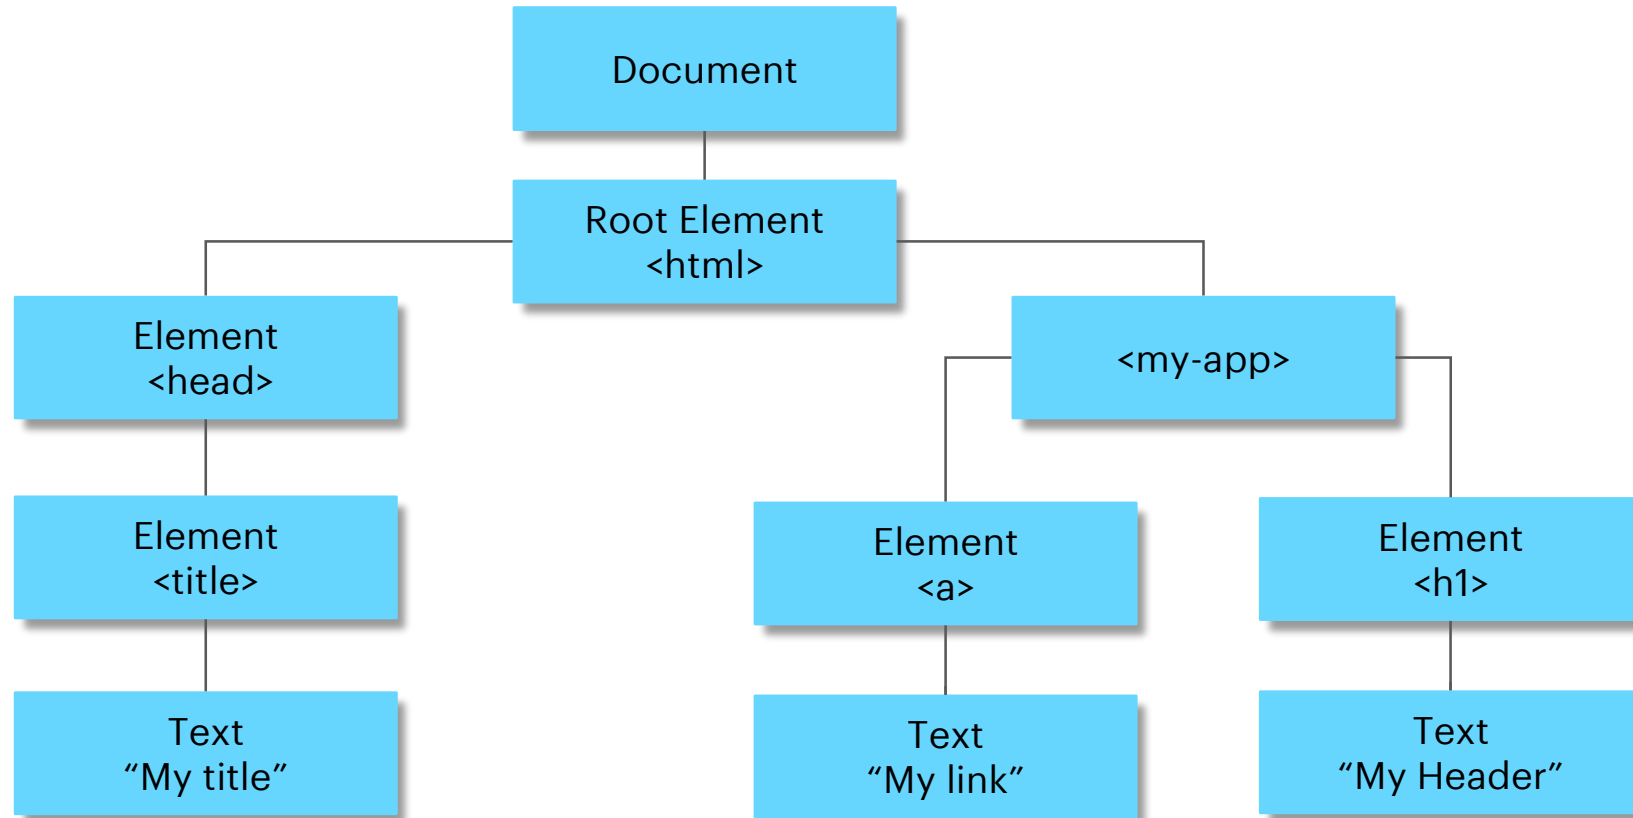 Document
Root Element
<html>
Element
<head>
<my-app>
Element
<title>
Element
<a>
Element
<h1>
Text
“My title”
Text
“My link”
Text
“My Header”